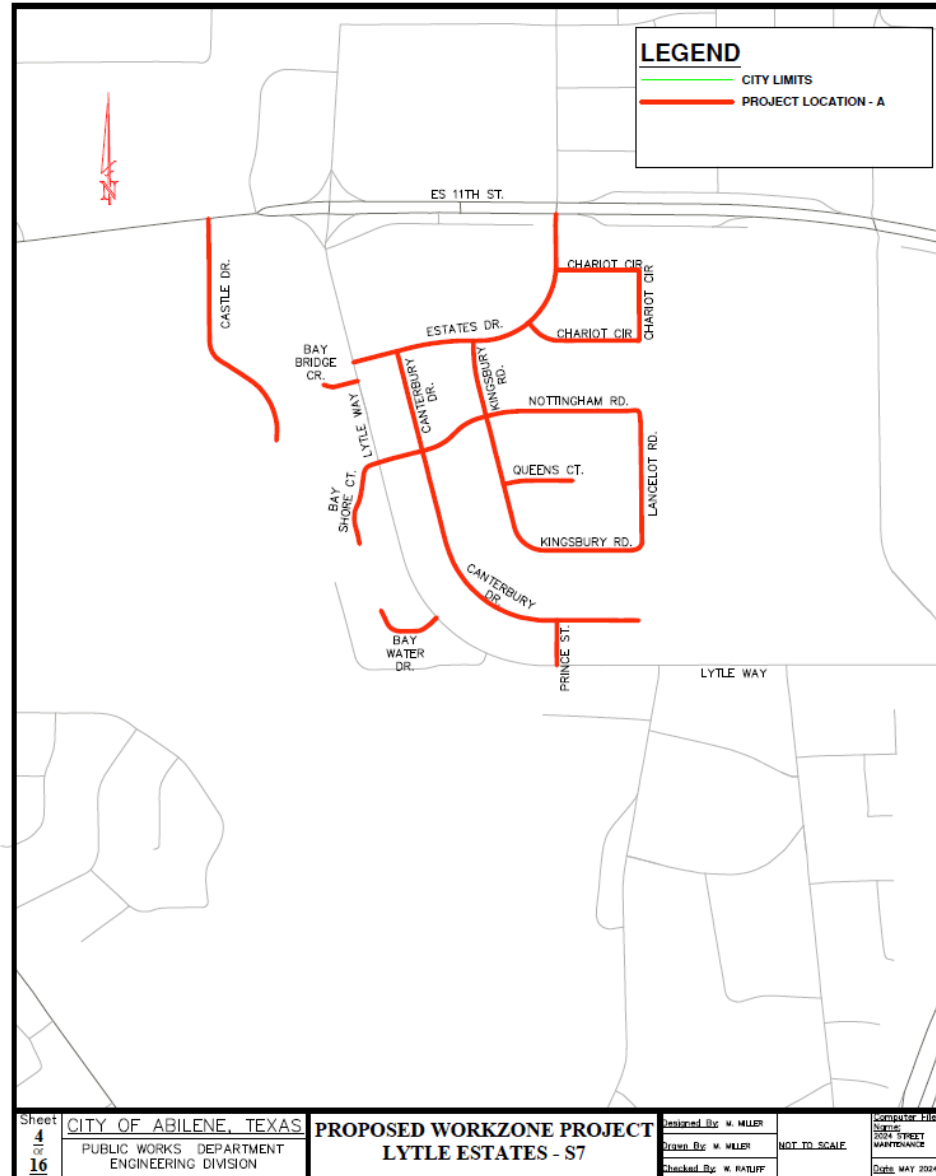 LEGEND
CITY LIMITS
PROJECT LOCATION - A
N
ES 11TH ST.
CASTLE DR.
CHARIOT CIR
CHARIOT CIR
CHARIOT CIR
ESTATES DR.
BAY
BRIDGE
CR.
LYTLE WAY
CANTERBURY
DR.
KINGSBURY
RD.
NOTTINGHAM RD.
LANCELOT RD.
QUEENS CT.
BAY
SHORE CT.
KINGSBURY RD.
CANTERBURY
DR.
BAY
WATER
DR.
PRINCE ST.
LYTLE WAY
Sheet
4
or
16
CITY OF ABILENE, TEXAS
PUBLIC WORKS DEPARTMENT
ENGINEERING DIVISION
PROPOSED WORKZONE PROJECT
LYTLE ESTATES - S7
Designed By: M. MILLER
Drawn By: M. MILLER
Checked By: W. RATLIFF
NOT TO SCALE
Computer File
Name:
2024 STREET
MAINTENANCE
Date: MAY 2024